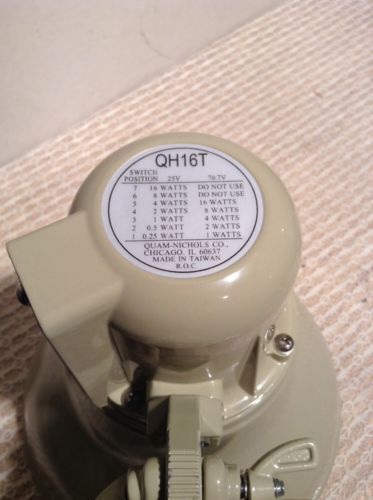 QH16T
SWITCH
POSITION 25V 70.7V
7 16 WATTS DO NOT USE
6 8 WATTS DO NOT USE
5 4 WATTS 16 WATTS
4 2 WATTS 8 WATTS
3 1 WATT 4 WATTS
2 0.5 WATT 2 WATTS
1 0.25 WATT 1 WATTS
QUAM-NICHOLS CO.,
CHICAGO, IL 60637
MADE IN TAIWAN
R.O.C.